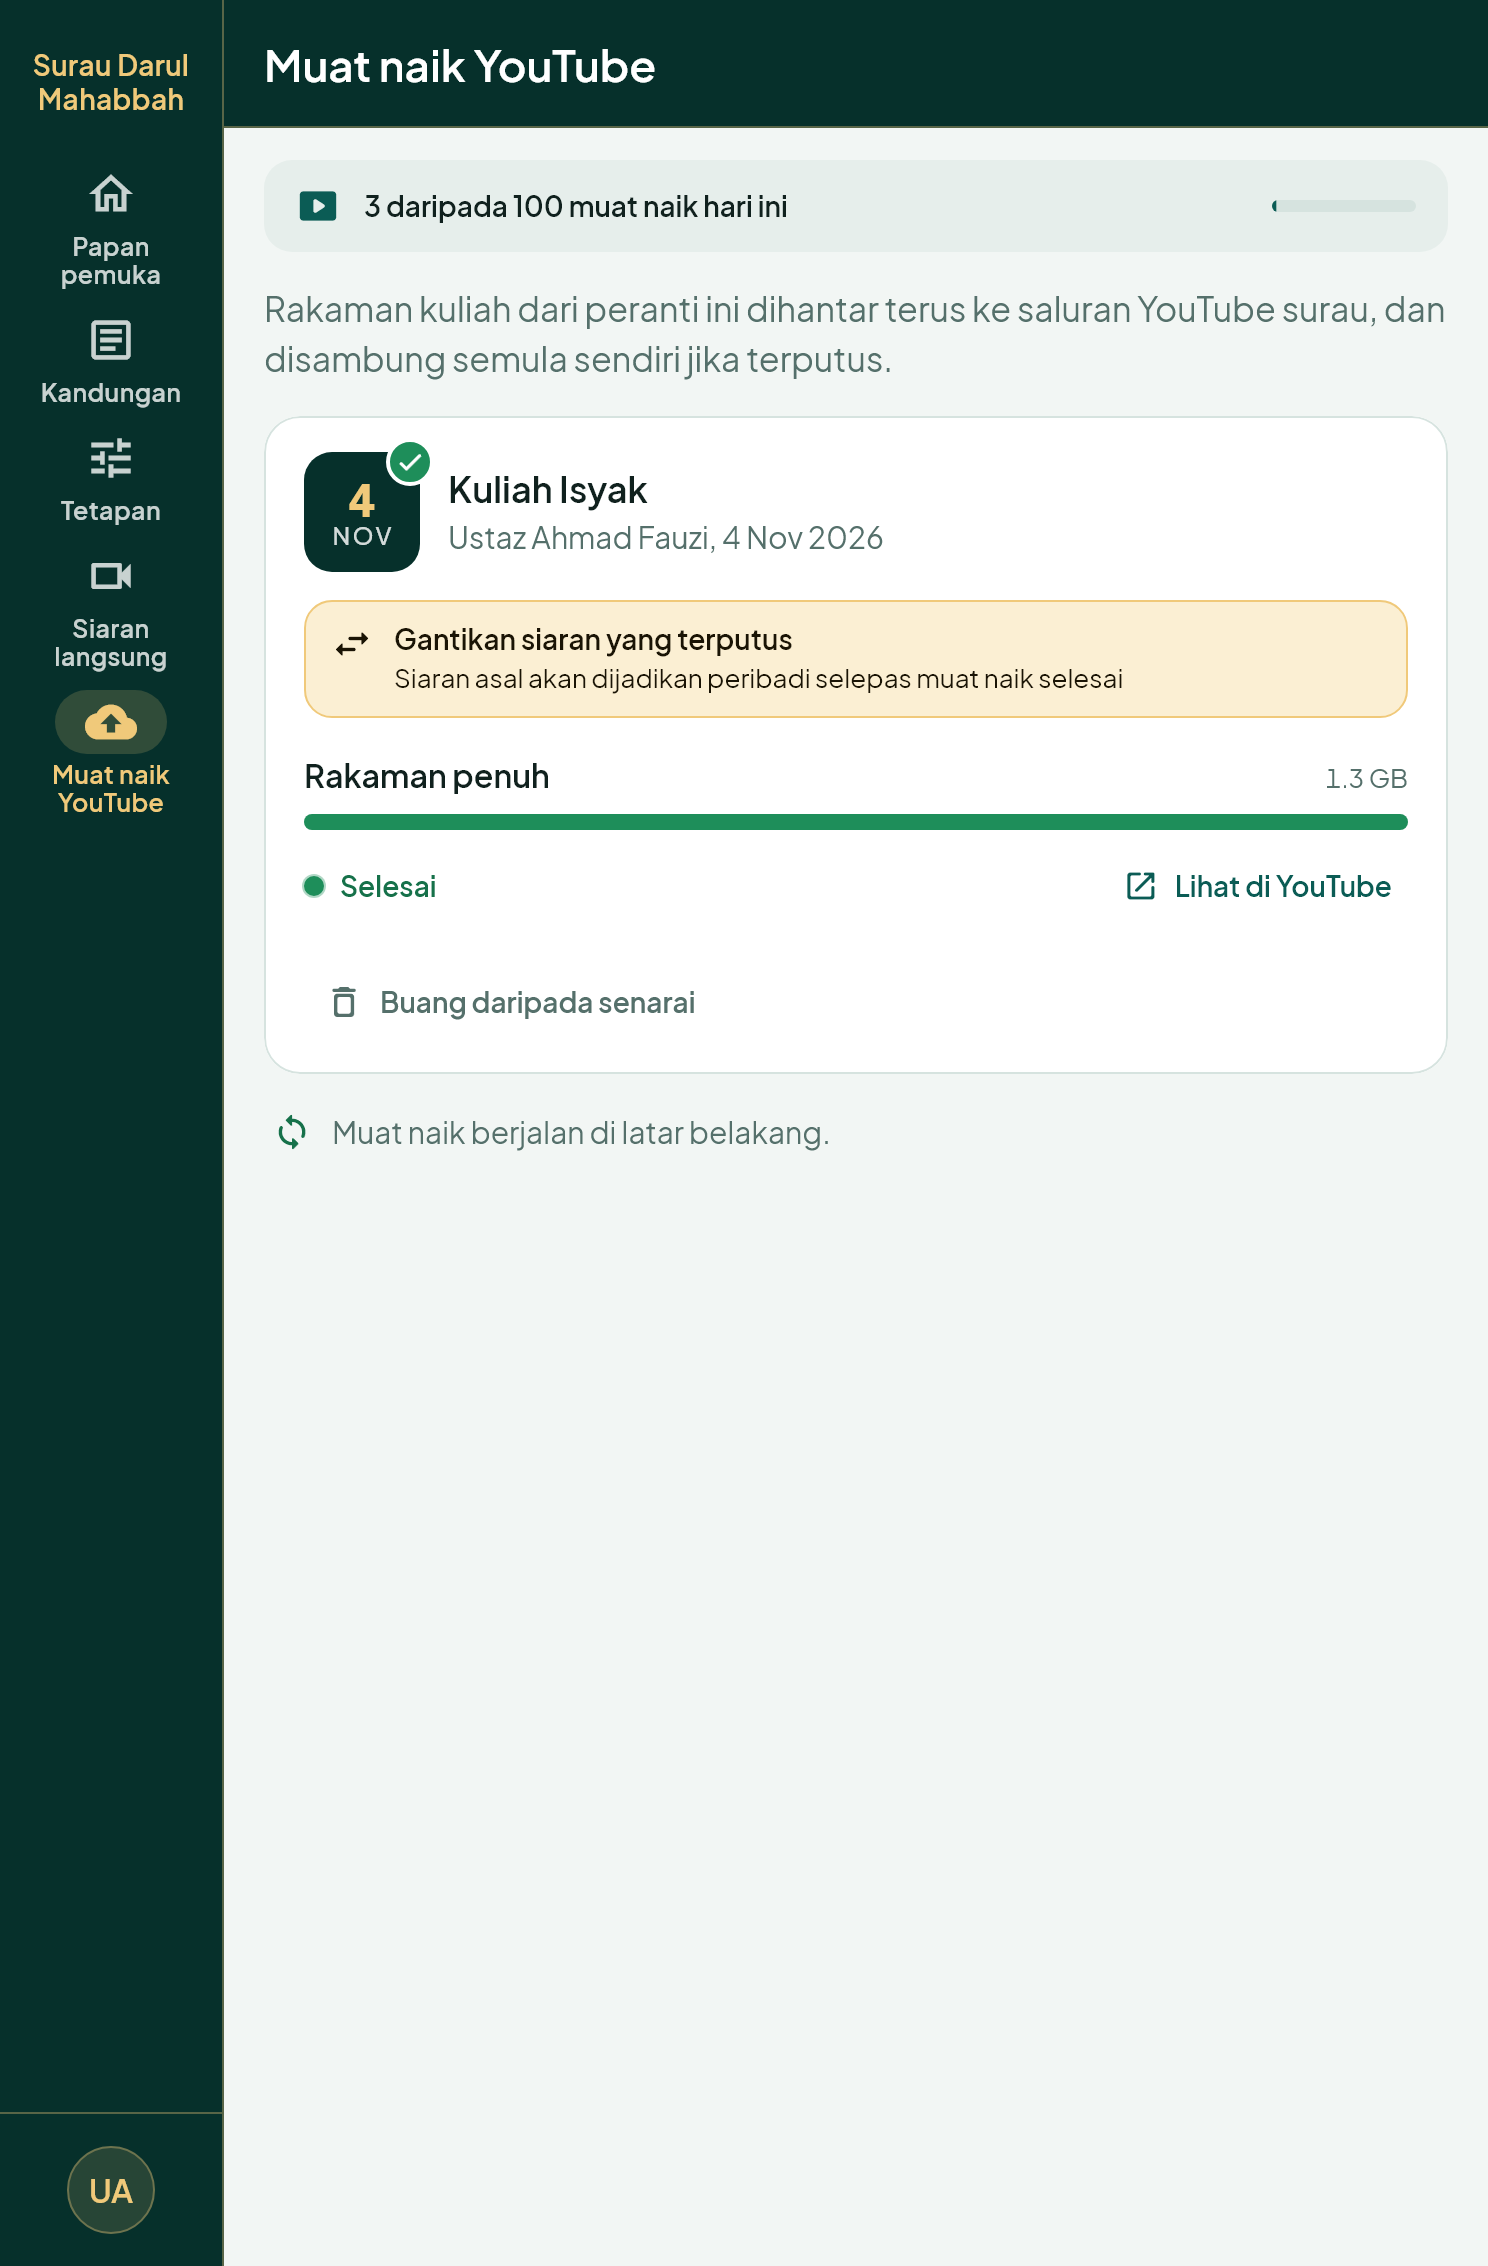 Surau Darul
Mahabbah
Papan
pemuka
Kandungan
Tetapan
Siaran
langsung
Muat naik
YouTube
UA
Muat naik YouTube
3 daripada 100 muat naik hari ini
Rakaman kuliah dari peranti ini dihantar terus ke saluran YouTube surau, dan
disambung semula sendiri jika terputus.
4
NOV
Kuliah Isyak
Ustaz Ahmad Fauzi, 4 Nov 2026
Gantikan siaran yang terputus
Siaran asal akan dijadikan peribadi selepas muat naik selesai
Rakaman penuh
1.3 GB
Selesai
Lihat di YouTube
Buang daripada senarai
Muat naik berjalan di latar belakang.